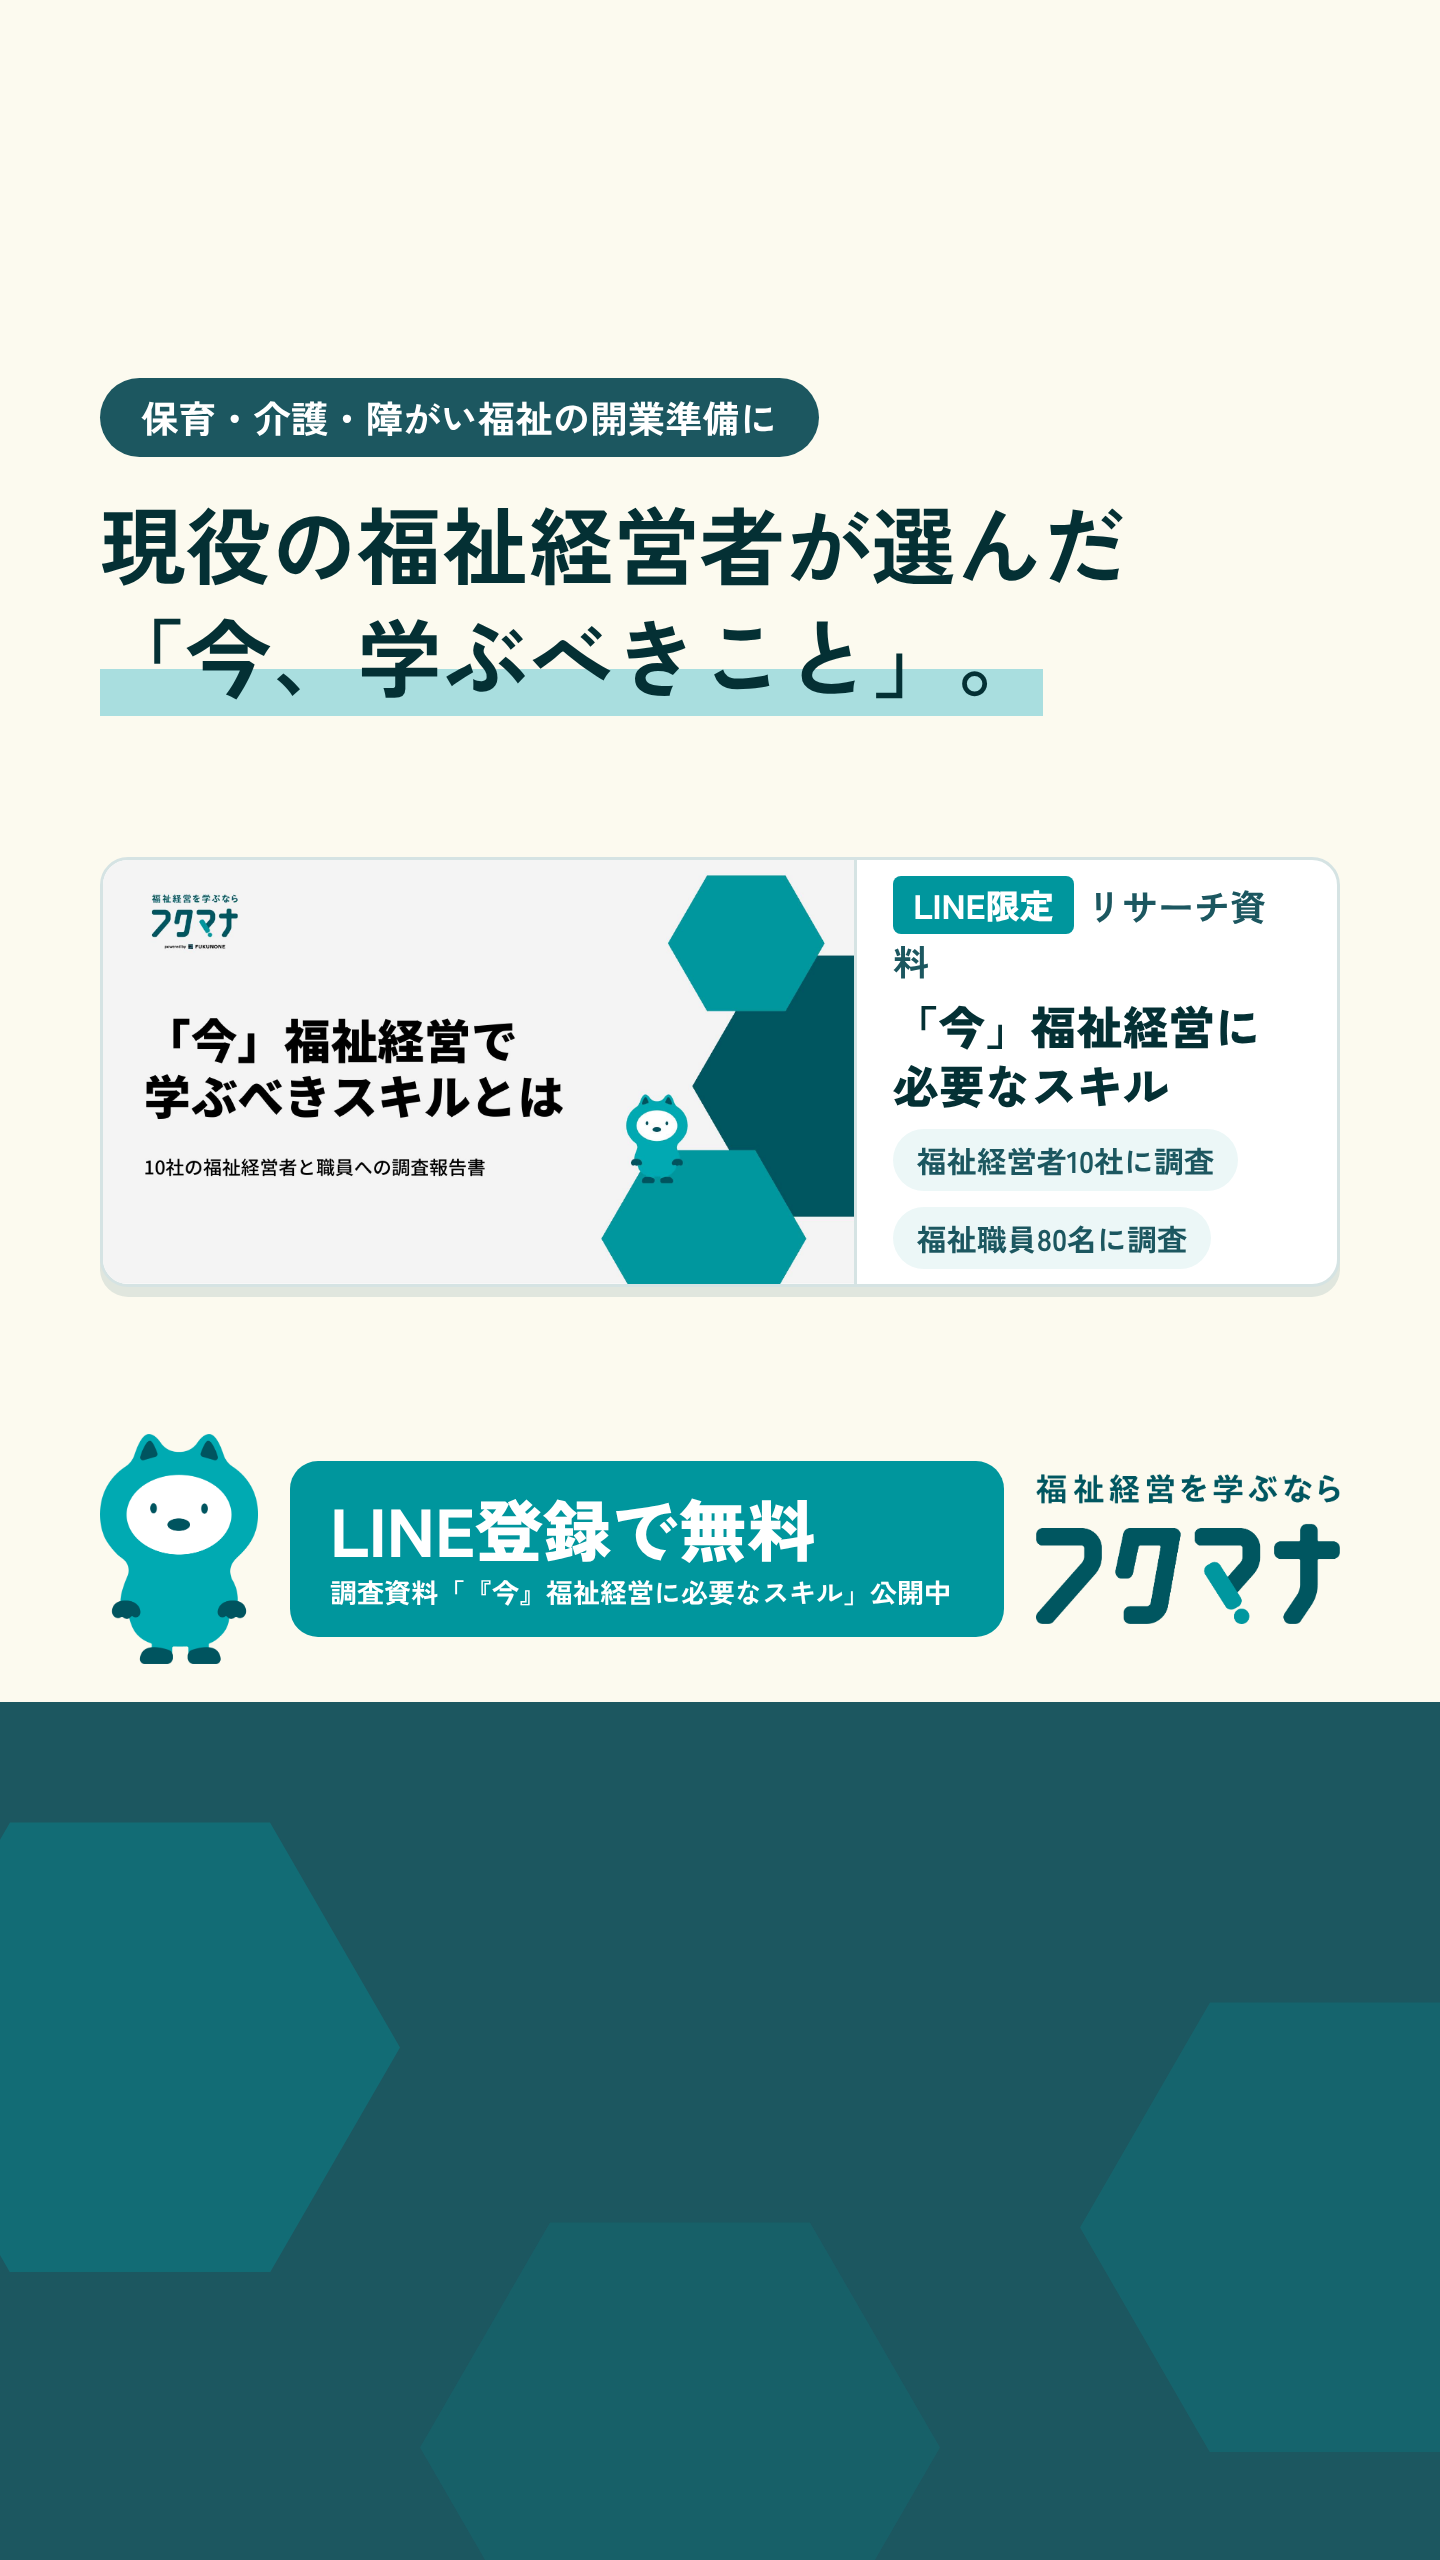 保育・介護・障がい福祉の開業準備に
現役の福祉経営者が選んだ
「今、学ぶべきこと」。
福祉経営を学ぶなら
フクマナ
powered by FUKUNONE
「今」福祉経営で
学ぶべきスキルとは
10社の福祉経営者と職員への調査報告書
LINE限定 リサーチ資
料
「今」福祉経営に
必要なスキル
福祉経営者10社に調査
福祉職員80名に調査
LINE登録で無料
調査資料「『今』福祉経営に必要なスキル」公開中
福祉経営を学ぶなら
フクマナ